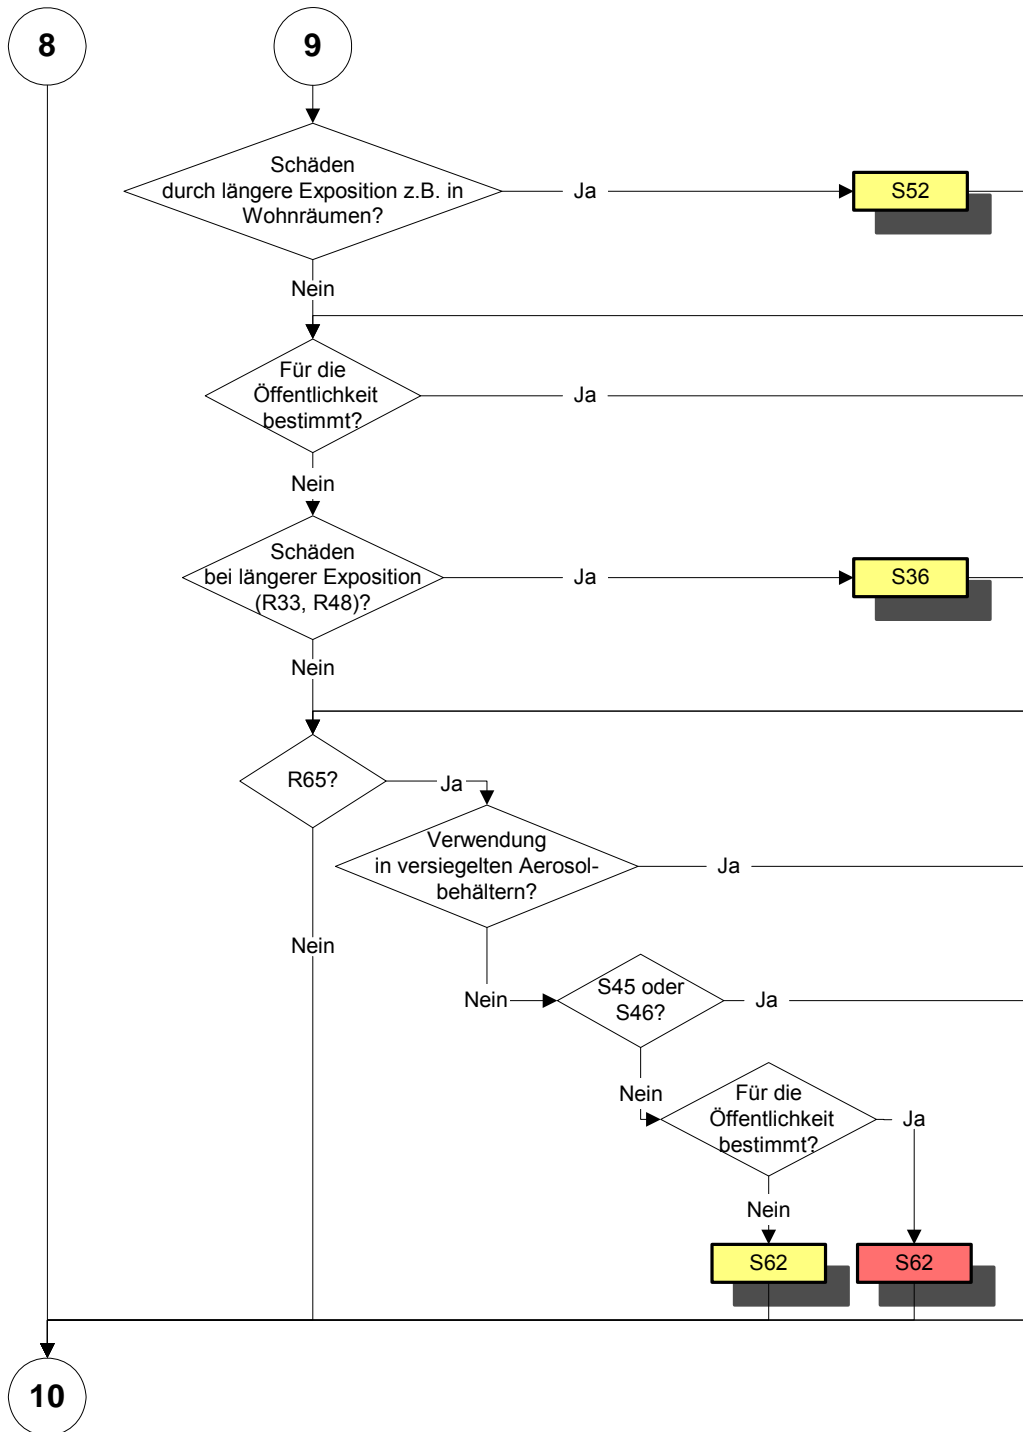 8
9
Schäden
durch längere Exposition z.B. in
Wohnräumen?
Ja
S52
Nein
Für die
Öffentlichkeit
bestimmt?
Ja
Nein
Schäden
bei längerer Exposition
(R33, R48)?
Ja
S36
Nein
R65?
Ja
Verwendung
in versiegelten Aerosol-
behältern?
Ja
Nein
Nein
S45 oder
S46?
Ja
Nein
Für die
Öffentlichkeit
bestimmt?
Ja
Nein
S62
S62
10